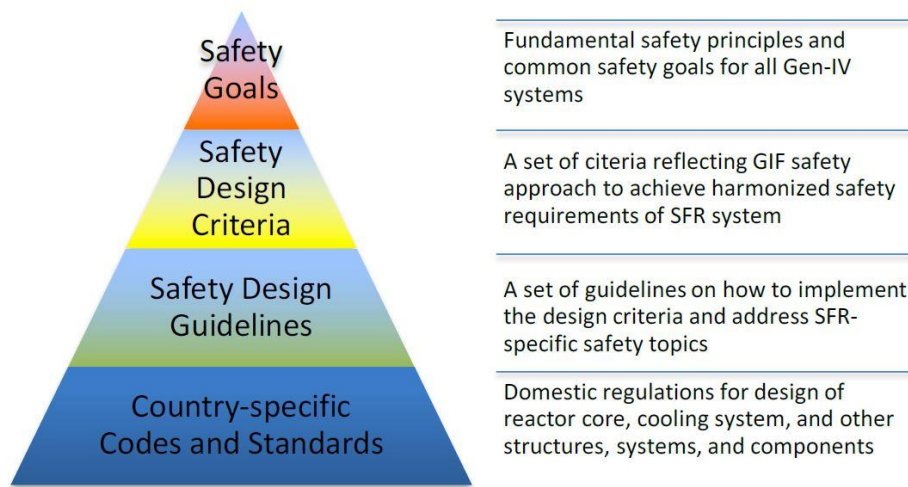 Safety
Goals
Fundamental safety principles and
common safety goals for all Gen-IV
systems
Safety
Design
Criteria
A set of citeria reflecting GIF safety
approach to achieve harmonized safety
requirements of SFR system
Safety Design
Guidelines
A set of guidelines on how to implement
the design criteria and address SFR-
specific safety topics
Country-specific
Codes and Standards
Domestic regulations for design of
reactor core, cooling system, and other
structures, systems, and components